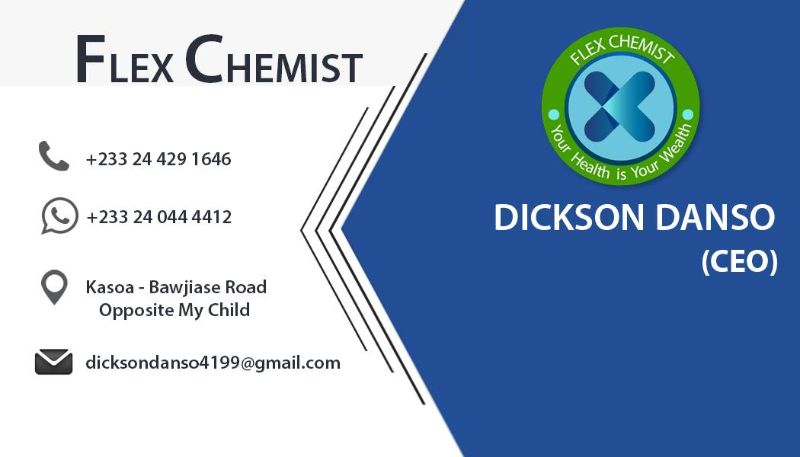 FLEX CHEMIST
+233 24 429 1646
+233 24 044 4412
Kasoa - Bawjiase Road
Opposite My Child
dicksondanso4199@gmail.com
FLEX CHEMIST
Your Health is Your Wealth
DICKSON DANSO
(CEO)